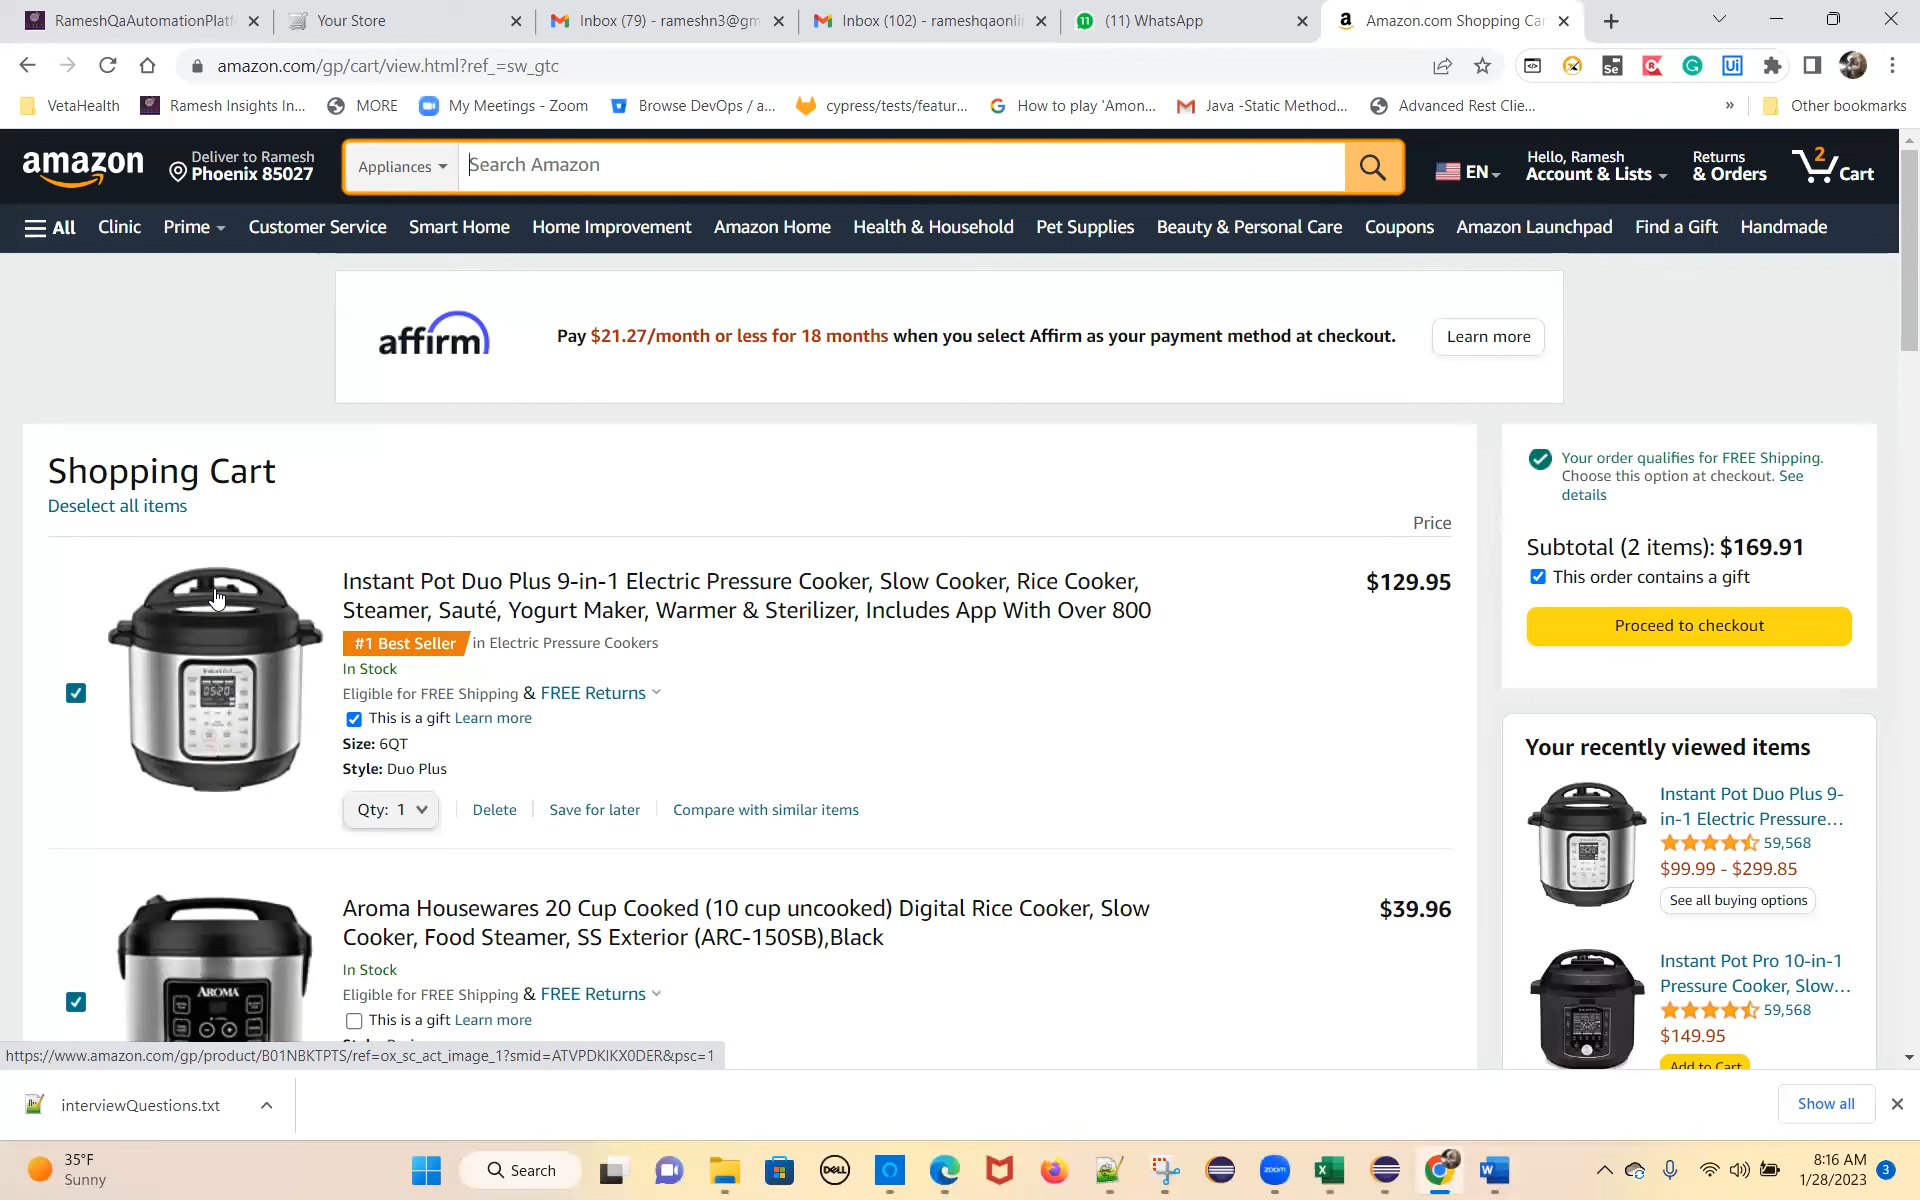 RameshQaAutomationPlatf
Your Store
Inbox (79) - rameshn3@gm
Inbox (102) - rameshqaonlin
11
(11) WhatsApp
Amazon.com Shopping Ca
amazon.com/gp/cart/view.html?ref_=sw_gtc
VetaHealth
Ramesh Insights In...
MORE
My Meetings - Zoom
Browse DevOps / a...
cypress/tests/featur...
How to play 'Amon...
Java -Static Method...
Advanced Rest Clie...
»
Other bookmarks
amazon
Deliver to Ramesh
Phoenix 85027
Appliances
Search Amazon
EN
Hello, Ramesh
Account & Lists
Returns
& Orders
2
Cart
All
Clinic
Prime
Customer Service
Smart Home
Home Improvement
Amazon Home
Health & Household
Pet Supplies
Beauty & Personal Care
Coupons
Amazon Launchpad
Find a Gift
Handmade
affirm
Pay $21.27/month or less for 18 months when you select Affirm as your payment method at checkout.
Learn more
Shopping Cart
Deselect all items
Price
Instant Pot Duo Plus 9-in-1 Electric Pressure Cooker, Slow Cooker, Rice Cooker,
Steamer, Sauté, Yogurt Maker, Warmer & Sterilizer, Includes App With Over 800
$129.95
#1 Best Seller in Electric Pressure Cookers
In Stock
Eligible for FREE Shipping & FREE Returns
This is a gift Learn more
Size: 6QT
Style: Duo Plus
Qty: 1
Delete
Save for later
Compare with similar items
Aroma Housewares 20 Cup Cooked (10 cup uncooked) Digital Rice Cooker, Slow
Cooker, Food Steamer, SS Exterior (ARC-150SB),Black
$39.96
In Stock
Eligible for FREE Shipping & FREE Returns
This is a gift Learn more
AROMA
Your order qualifies for FREE Shipping.
Choose this option at checkout. See
details
Subtotal (2 items): $169.91
This order contains a gift
Proceed to checkout
Your recently viewed items
Instant Pot Duo Plus 9-
in-1 Electric Pressure...
59,568
$99.99 - $299.85
See all buying options
Instant Pot Pro 10-in-1
Pressure Cooker, Slow...
59,568
$149.95
Add to Cart
https://www.amazon.com/gp/product/B01NBKTPTS/ref=ox_sc_act_image_1?smid=ATVPDKIKX0DER&psc=1
interviewQuestions.txt
Show all
35°F
Sunny
Search
DELL
zoom
8:16 AM
1/28/2023
3